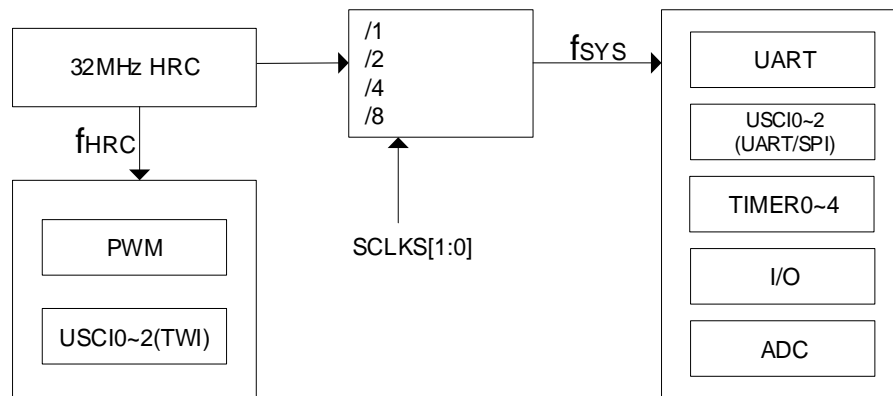 32MHz HRC
fHRC
PWM
USCI0~2(TWI)
/1
/2
/4
/8
SCLKS[1:0]
fSYS
UART
USCI0~2
(UART/SPI)
TIMER0~4
I/O
ADC